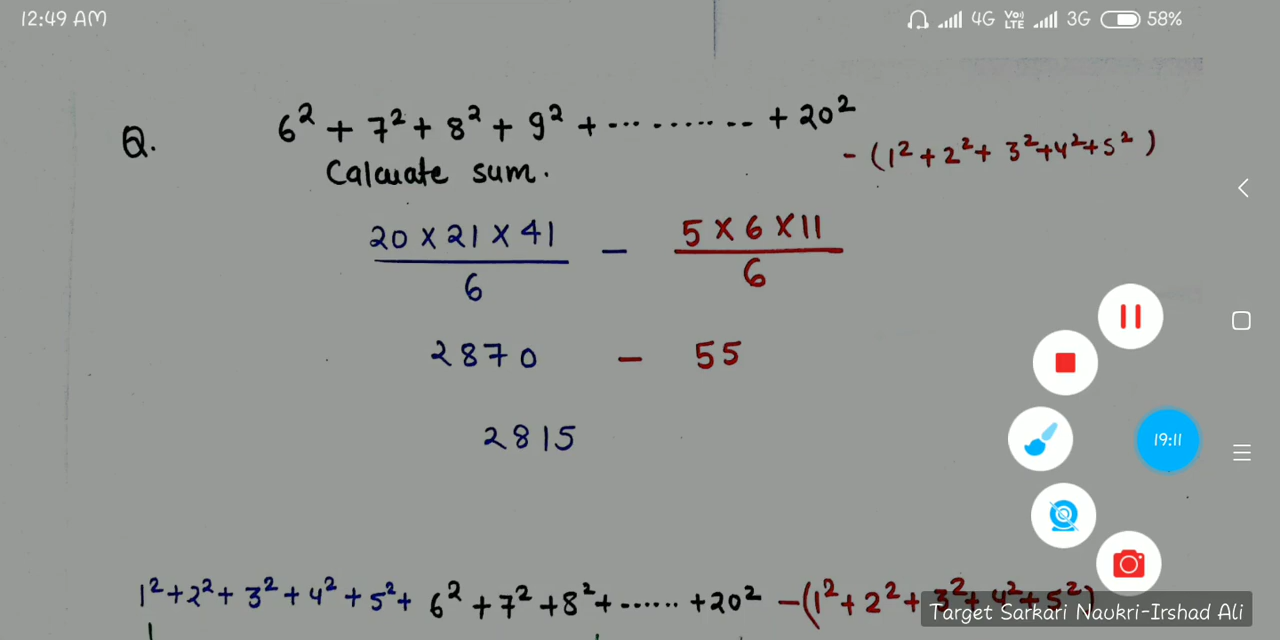 12:49 AM 4G VoLTE 3G 58%
Q. 6² + 7² + 8² + 9² + ·········· + 20²
- (1² + 2² + 3² + 4² + 5²)
Calcuate sum.
20 × 21 × 41 / 6 - 5 × 6 × 11 / 6
2870 - 55
2815
19:11
1² + 2² + 3² + 4² + 5² + 6² + 7² + 8² + ······ + 20² - (1² + 2² + 3² + 4² + 5²)
Target Sarkari Naukri-Irshad Ali